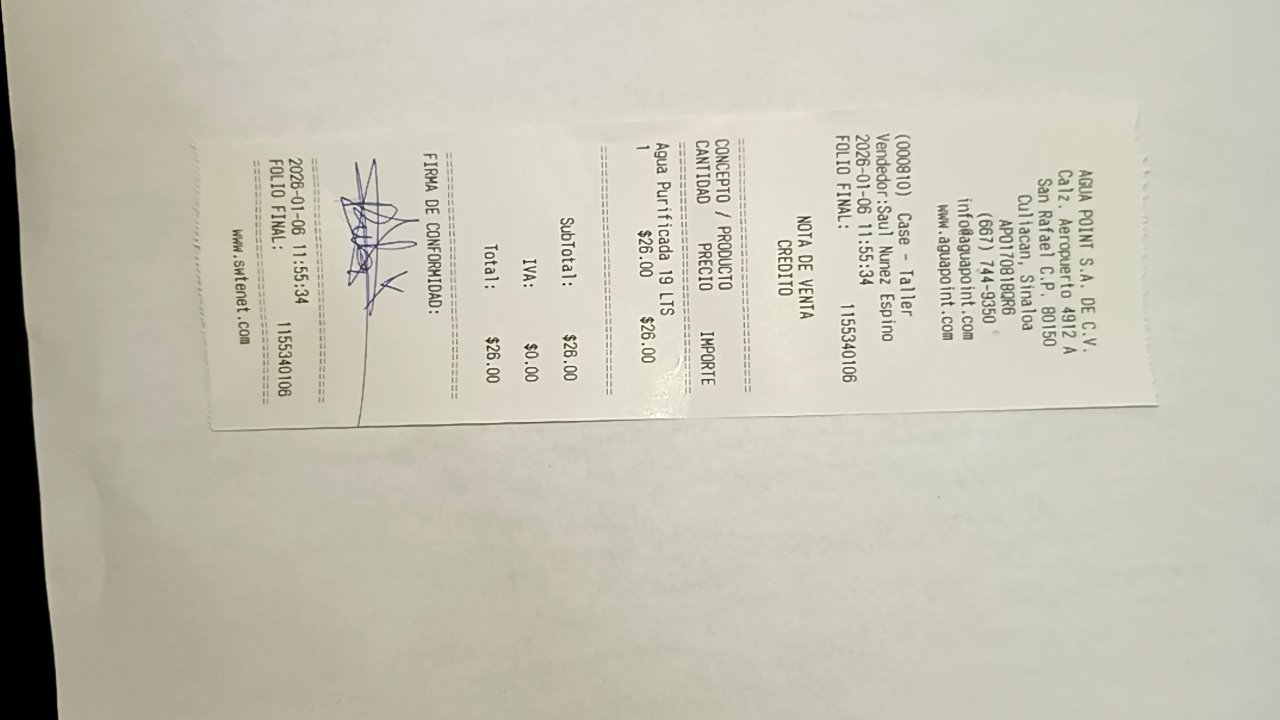 AGUA POINT S.A. DE C.V.
Calz. Aeropuerto 4912 A
San Rafael C.P. 80150
Culiacan, Sinaloa
APO170818QR6
(667) 744-9350
info@aguapoint.com
www.aguapoint.com
(000810) Case - Taller
Vendedor:Saul Nunez Espino
2026-01-06 11:55:34
FOLIO FINAL: 1155340106
NOTA DE VENTA
CREDITO
CONCEPTO / PRODUCTO
CANTIDAD PRECIO IMPORTE
Agua Purificada 19 LTS
1 $26.00 $26.00
SubTotal: $26.00
IVA: $0.00
Total: $26.00
FIRMA DE CONFORMIDAD:
2026-01-06 11:55:34
FOLIO FINAL: 1155340106
www.swtenet.com